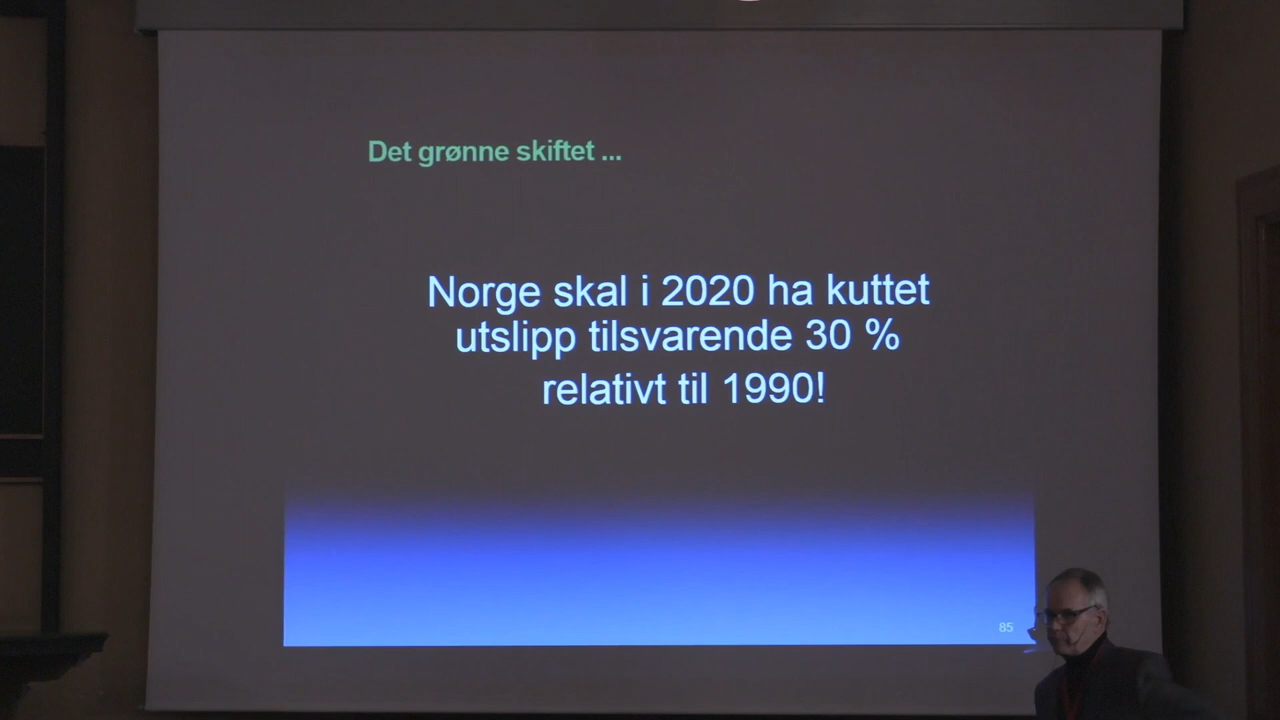 Det grønne skiftet ...
Norge skal i 2020 ha kuttet
utslipp tilsvarende 30 %
relativt til 1990!
85